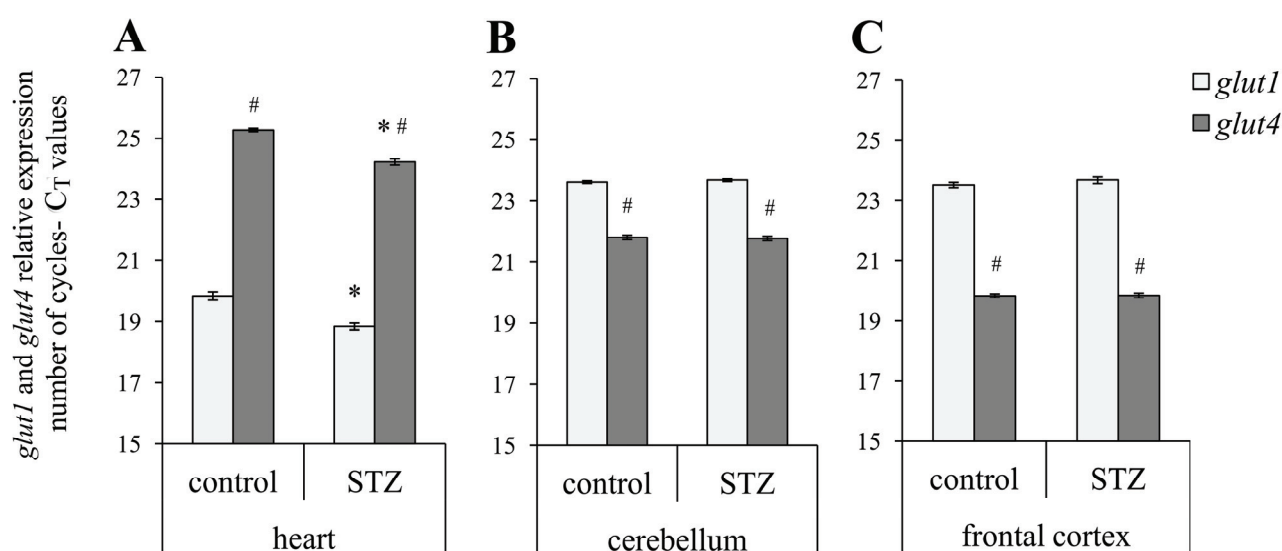 A
B
C
glut1 and glut4 relative expression
number of cycles- CT values
27
25
23
21
19
17
15
#
* #
*
control
STZ
heart
27
25
23
21
19
17
15
#
#
control
STZ
cerebellum
27
25
23
21
19
17
15
#
#
control
STZ
frontal cortex
glut1
glut4